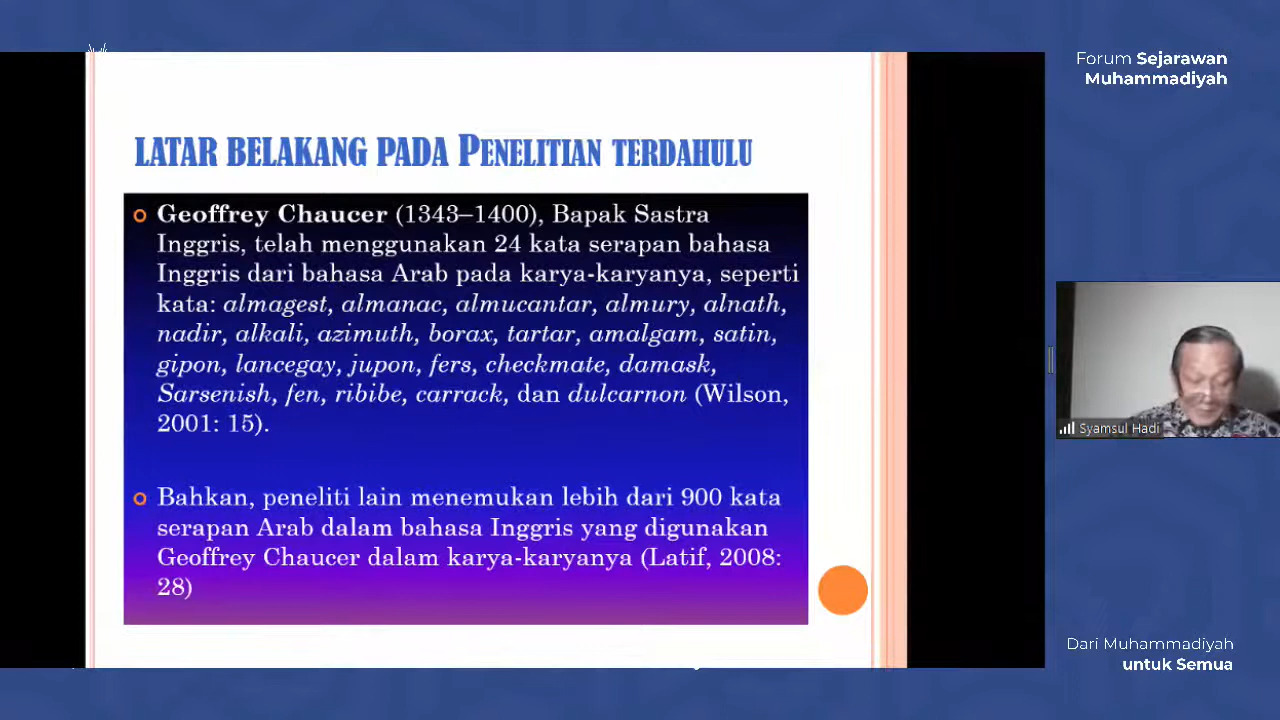 Forum Sejarawan
Muhammadiyah
LATAR BELAKANG PADA PENELITIAN TERDAHULU
Geoffrey Chaucer (1343–1400), Bapak Sastra
Inggris, telah menggunakan 24 kata serapan bahasa
Inggris dari bahasa Arab pada karya-karyanya, seperti
kata: almagest, almanac, almucantar, almury, alnath,
nadir, alkali, azimuth, borax, tartar, amalgam, satin,
gipon, lancegay, jupon, fers, checkmate, damask,
Sarsenish, fen, ribibe, carrack, dan dulcarnon (Wilson,
2001: 15).
Bahkan, peneliti lain menemukan lebih dari 900 kata
serapan Arab dalam bahasa Inggris yang digunakan
Geoffrey Chaucer dalam karya-karyanya (Latif, 2008:
28)
Syamsul Hadi
Dari Muhammadiyah
untuk Semua